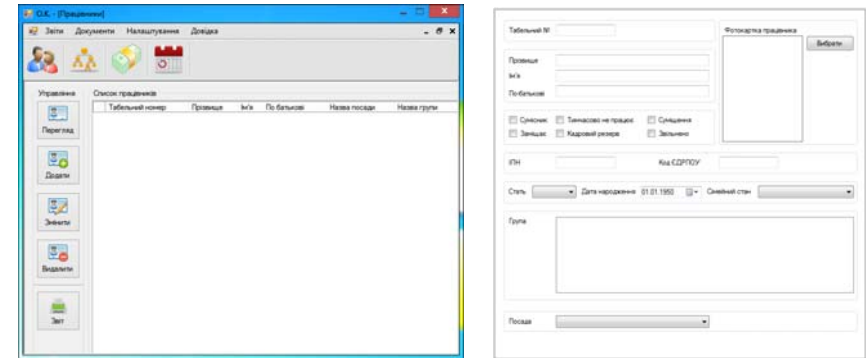 О.К. - [Працівники]
Звіти Документи Налаштування Довідка
Управління
Список працівників
Табельний номер Прізвище Ім'я По батькові Назва посади Назва групи
Перегляд
Додати
Змінити
Видалити
Звіт
Табельний №
Фотокартка працівника
Вибрати
Прізвище
Ім'я
По-батькові
Сумісник Тимчасово не працює Суміщення
Заміщає Кадровий резерв Звільнено
ІПН Код ЄДРПОУ
Стать Дата народження 01.01.1950 Сімейний стан
Група
Посада